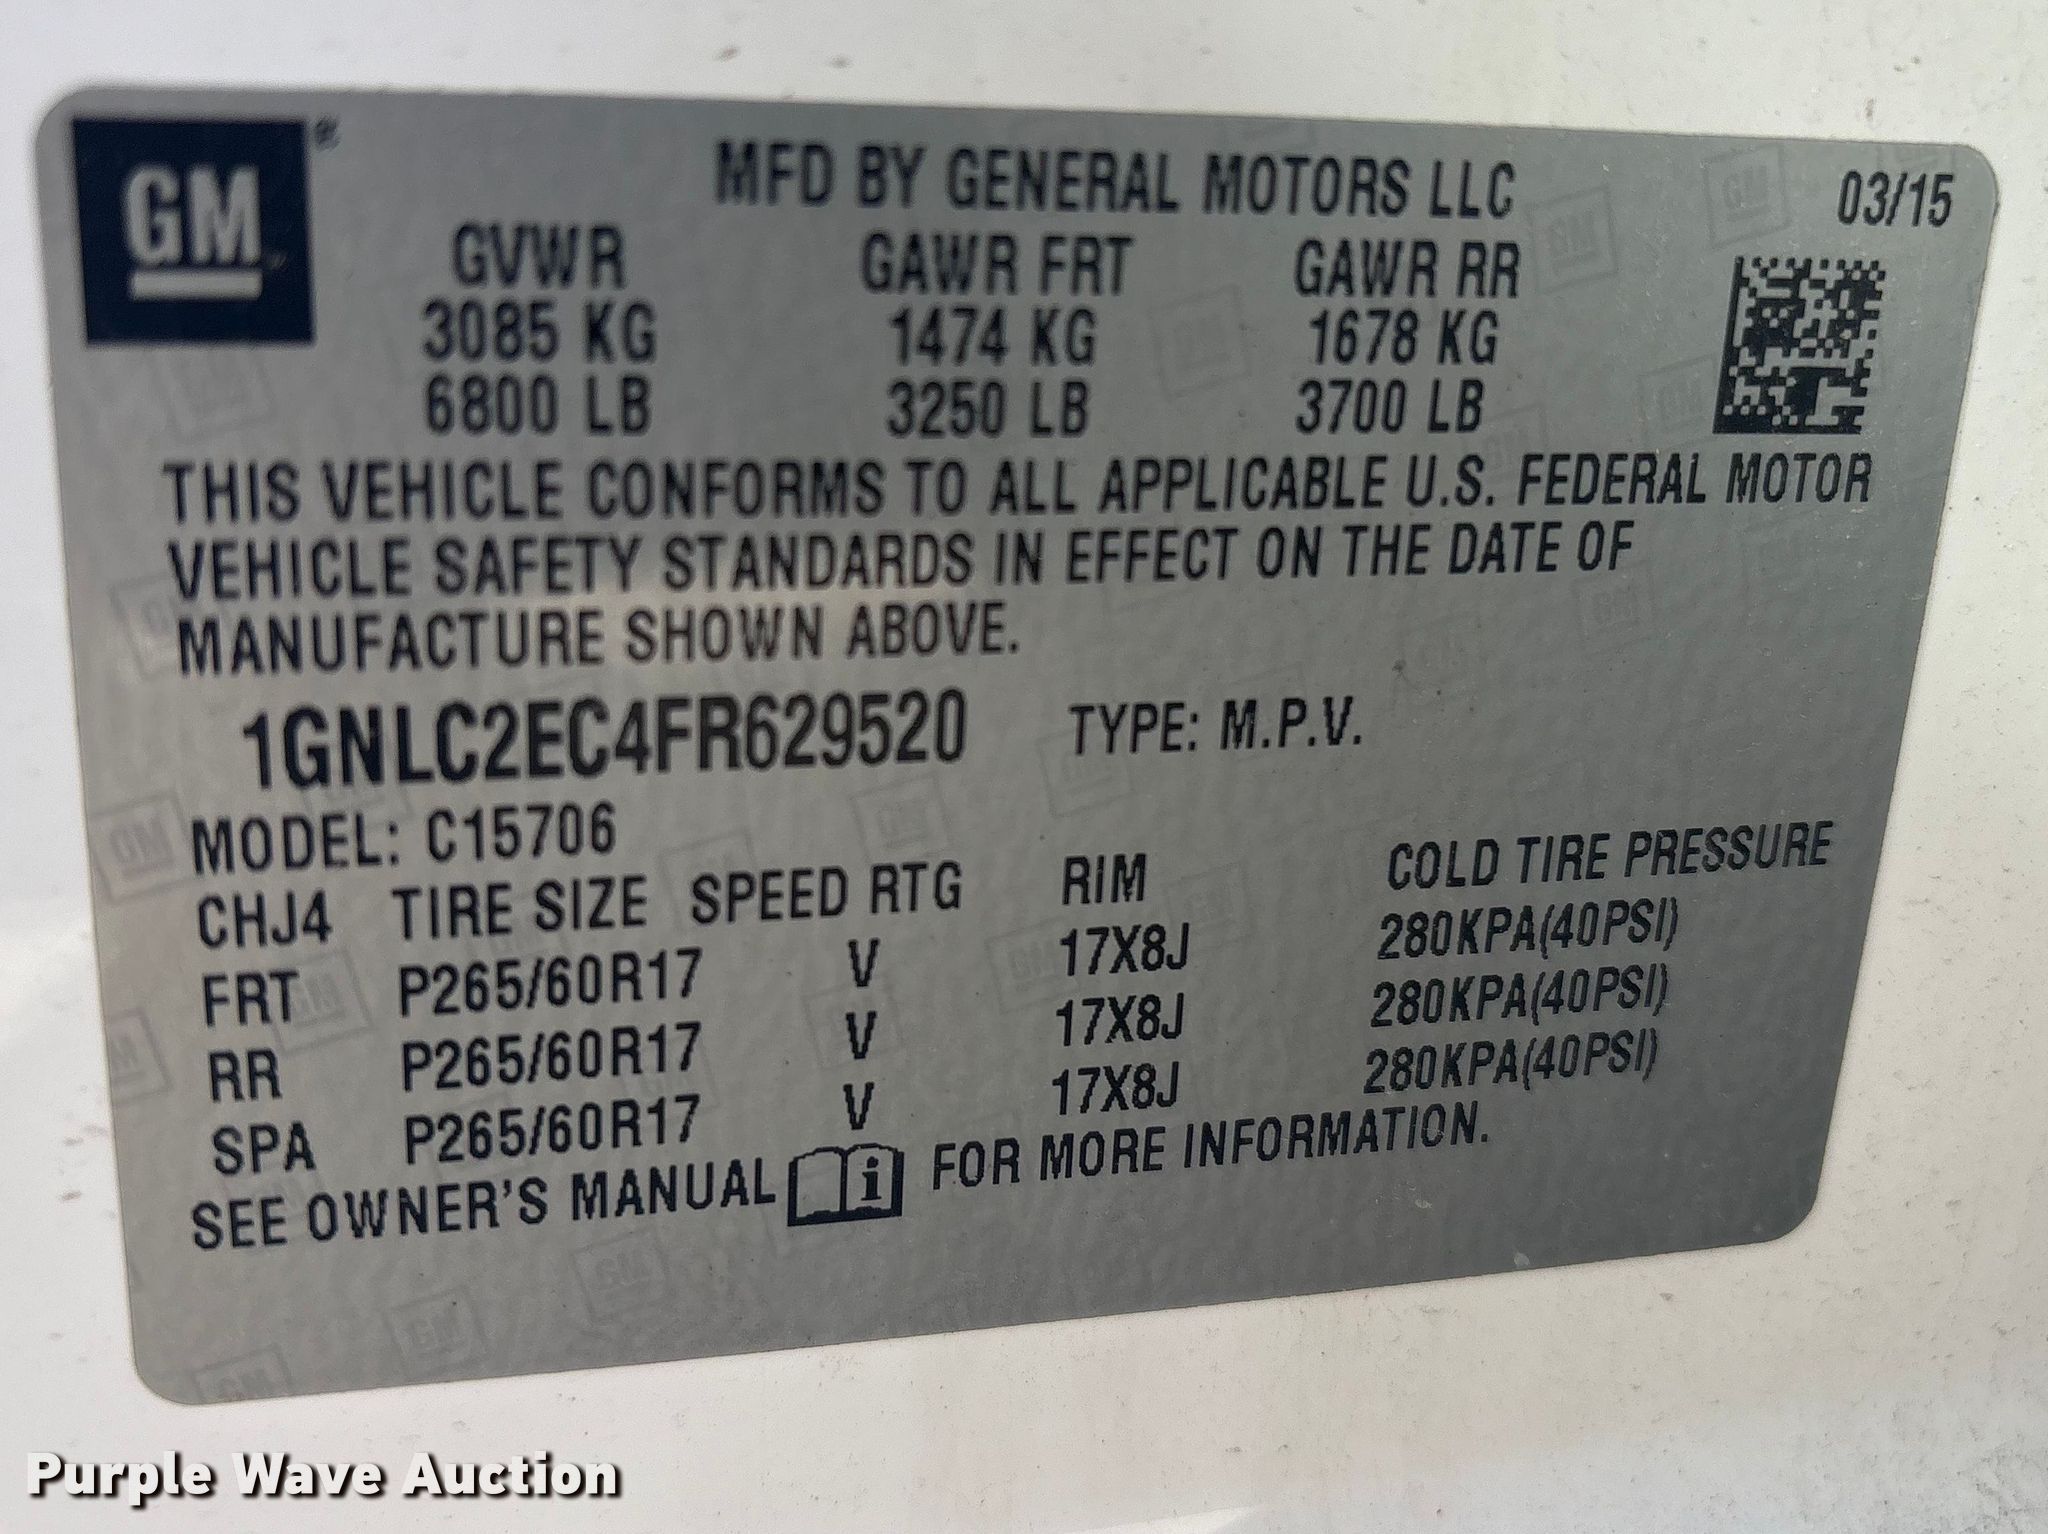 GM ®
MFD BY GENERAL MOTORS LLC 03/15
GVWR GAWR FRT GAWR RR
3085 KG 1474 KG 1678 KG
6800 LB 3250 LB 3700 LB
THIS VEHICLE CONFORMS TO ALL APPLICABLE U.S. FEDERAL MOTOR
VEHICLE SAFETY STANDARDS IN EFFECT ON THE DATE OF
MANUFACTURE SHOWN ABOVE.
1GNLC2EC4FR629520 TYPE: M.P.V.
MODEL: C15706
CHJ4 TIRE SIZE SPEED RTG RIM COLD TIRE PRESSURE
FRT P265/60R17 V 17X8J 280KPA(40PSI)
RR P265/60R17 V 17X8J 280KPA(40PSI)
SPA P265/60R17 V 17X8J 280KPA(40PSI)
SEE OWNER'S MANUAL i FOR MORE INFORMATION.
Purple Wave Auction